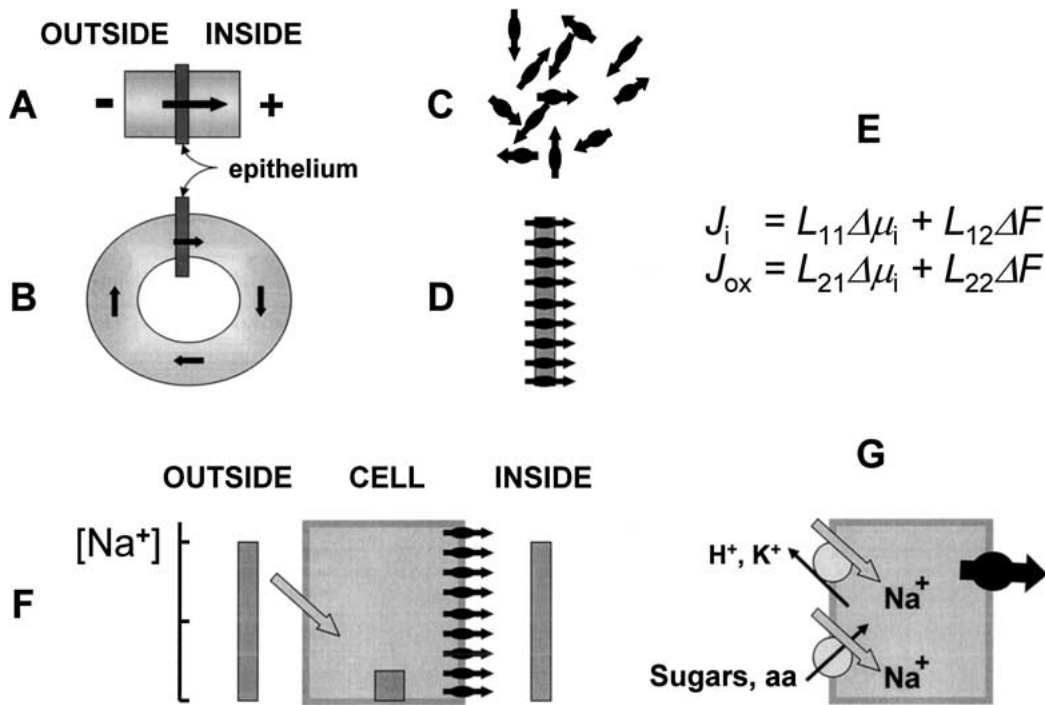 OUTSIDE INSIDE
A - +
epithelium
B
C
D
E
J_i = L_11Δμ_i + L_12ΔF
J_ox = L_21Δμ_i + L_22ΔF
F
OUTSIDE CELL INSIDE
[Na⁺]
G
H⁺, K⁺
Na⁺
Sugars, aa
Na⁺